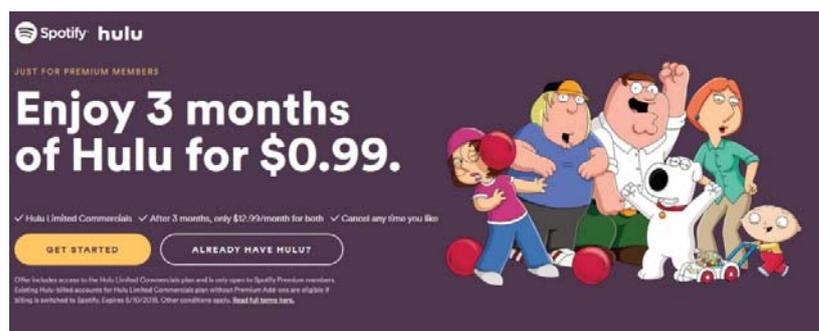 Spotify hulu
JUST FOR PREMIUM MEMBERS
Enjoy 3 months
of Hulu for $0.99.
✓ Hulu Limited Commercials ✓ After 3 months, only $12.99/month for both ✓ Cancel any time you like
GET STARTED ALREADY HAVE HULU?
Offer includes access to the Hulu Limited Commercials plan and is only open to Spotify Premium members.
Existing Hulu-billed accounts for Hulu Limited Commercials plan without Premium Add-ons are eligible if
billing is switched to Spotify. Expires 6/10/2018. Other conditions apply. Read full terms here.